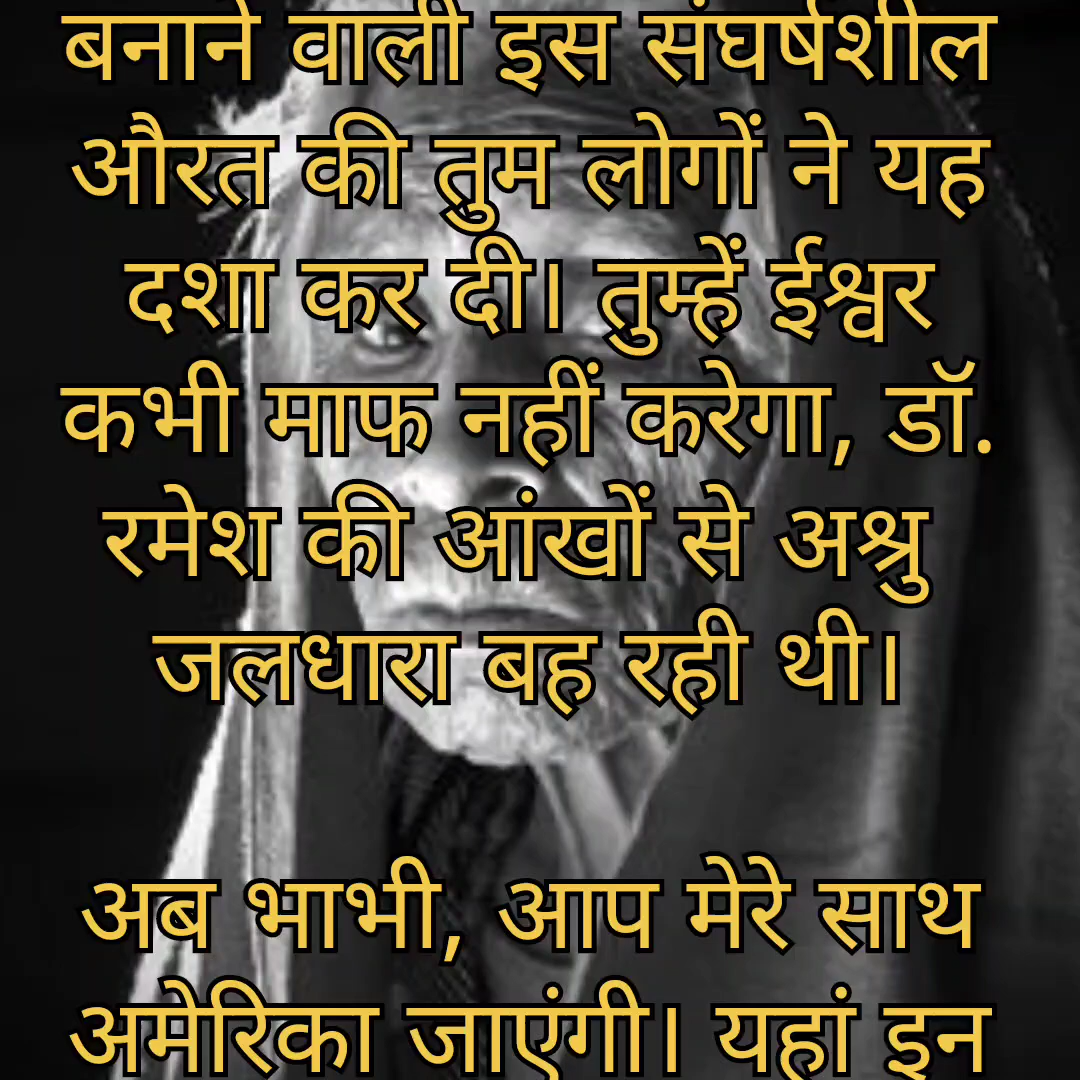 बनाने वाली इस संघर्षशील
औरत की तुम लोगों ने यह
दशा कर दी। तुम्हें ईश्वर
कभी माफ नहीं करेगा, डॉ.
रमेश की आंखों से अश्रु
जलधारा बह रही थी।
अब भाभी, आप मेरे साथ
अमेरिका जाएंगी। यहां इन